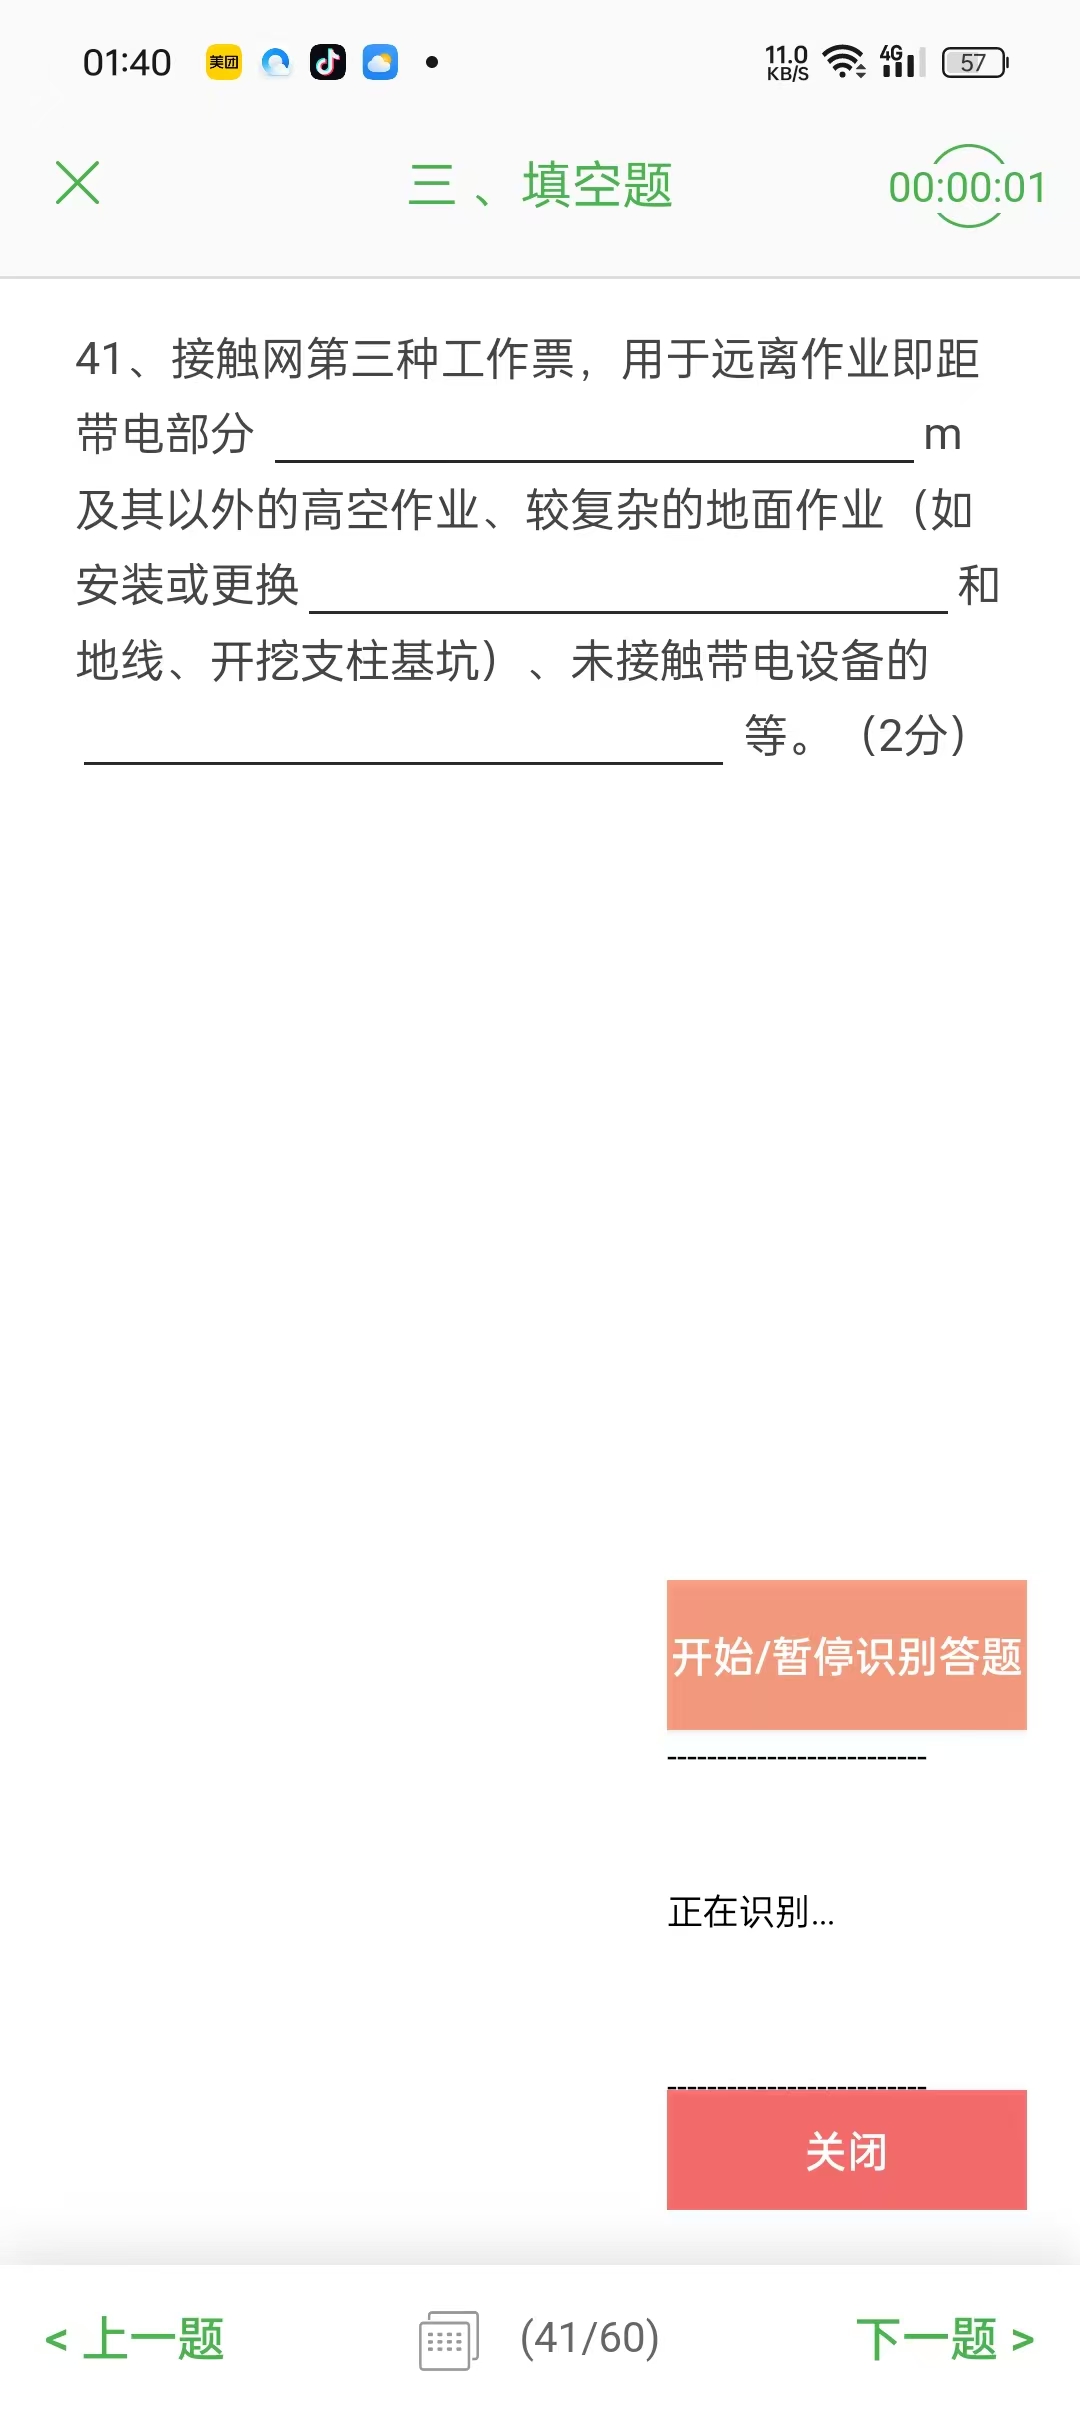 01:40 美团 11.0 KB/S 4G 57
三、填空题 00:00:01
41、接触网第三种工作票，用于远离作业即距
带电部分 m
及其以外的高空作业、较复杂的地面作业（如
安装或更换 和
地线、开挖支柱基坑）、未接触带电设备的
等。（2分）
开始/暂停识别答题
--------------------------
正在识别...
--------------------------
关闭
< 上一题 (41/60) 下一题 >